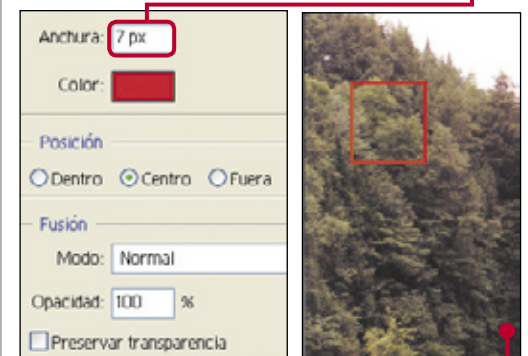 Anchura: 7 px
Color:
Posición
Dentro Centro Fuera
Fusión
Modo: Normal
Opacidad: 100 %
Preservar transparencia